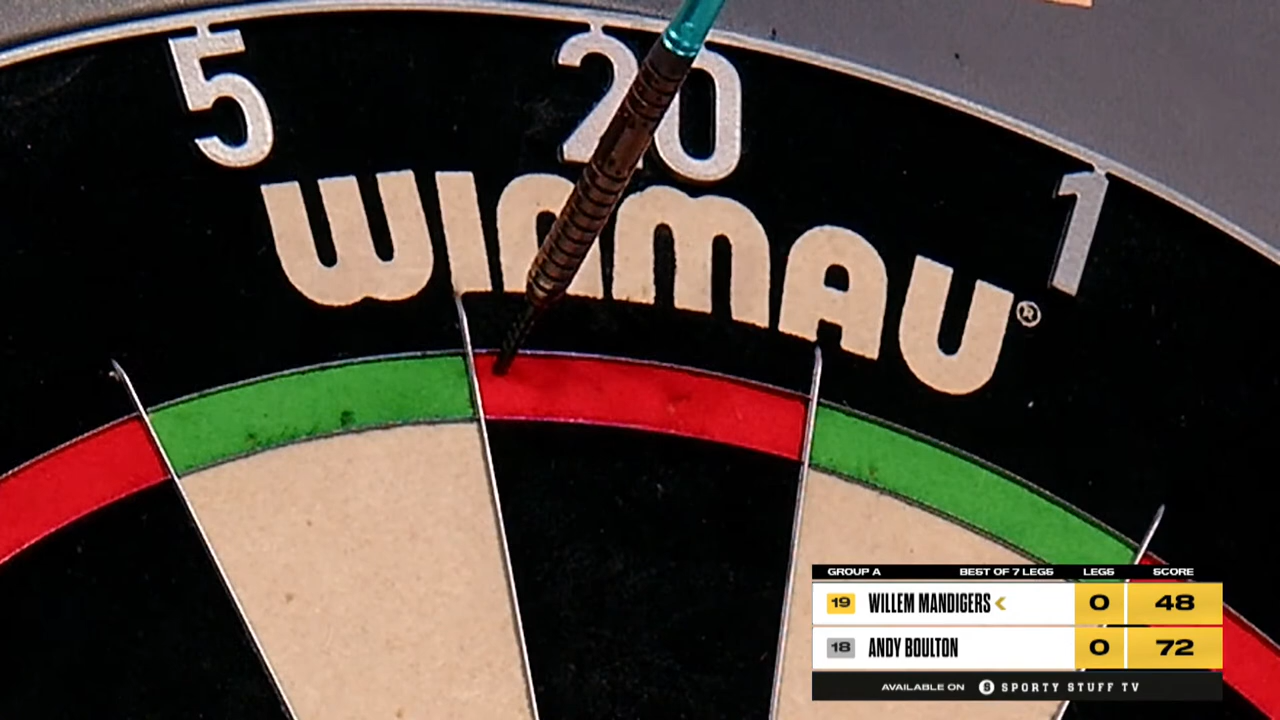 5 20 1
WINMAU®
GROUP A BEST OF 7 LEGS LEGS SCORE
19 WILLEM MANDIGERS 0 48
18 ANDY BOULTON 0 72
AVAILABLE ON S SPORTY STUFF TV